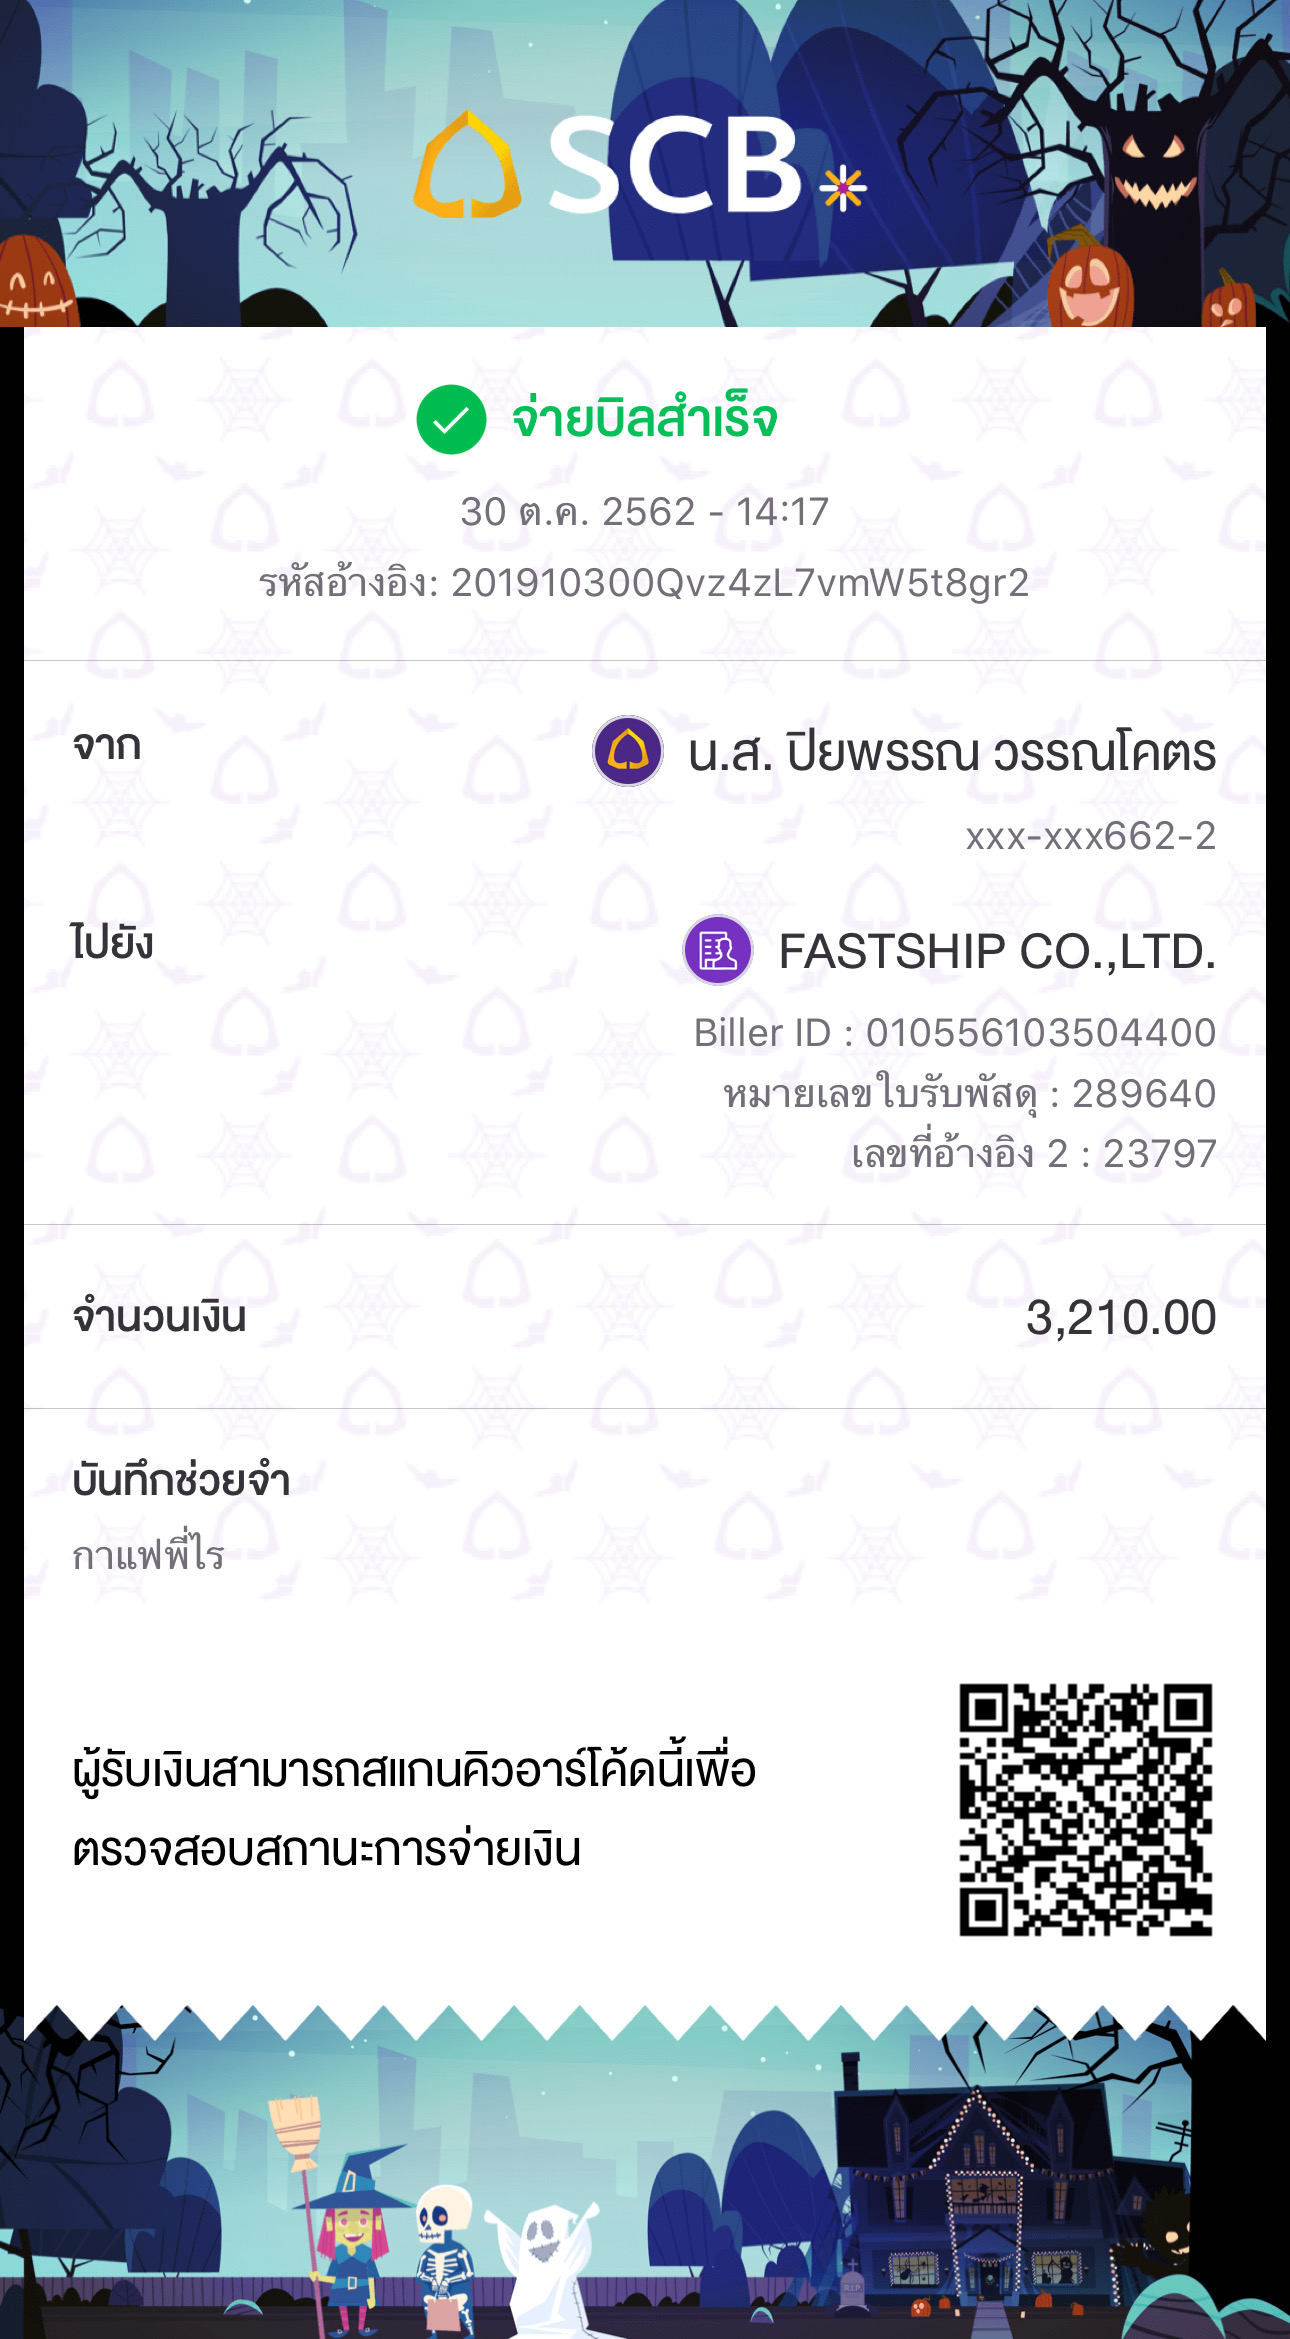 SCB
จ่ายบิลสำเร็จ
30 ต.ค. 2562 - 14:17
รหัสอ้างอิง: 201910300Qvz4zL7vmW5t8gr2
จาก
น.ส. ปิยพรรณ วรรณโคตร
xxx-xxx662-2
ไปยัง
FASTSHIP CO.,LTD.
Biller ID : 010556103504400
หมายเลขใบรับพัสดุ : 289640
เลขที่อ้างอิง 2 : 23797
จำนวนเงิน
3,210.00
บันทึกช่วยจำ
กาแฟพี่ไร
ผู้รับเงินสามารถสแกนคิวอาร์โค้ดนี้เพื่อ
ตรวจสอบสถานะการจ่ายเงิน
R.I.P.